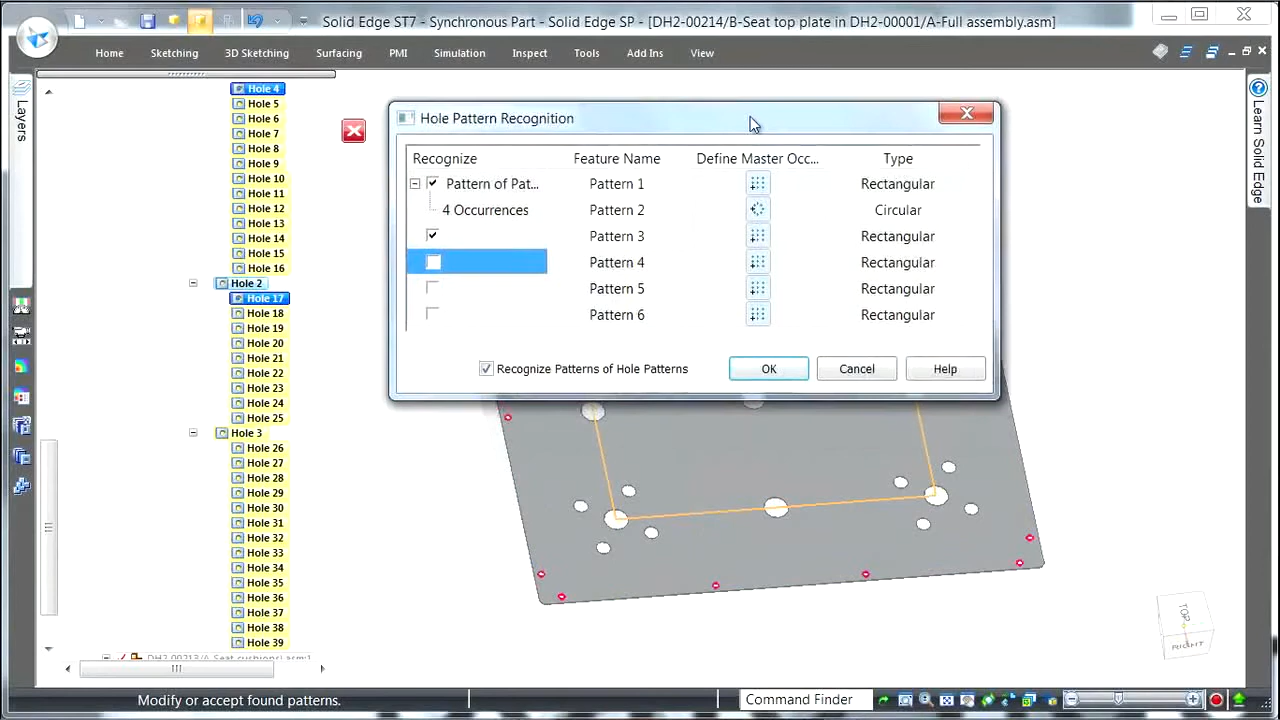 Solid Edge ST7 - Synchronous Part - Solid Edge SP - [DH2-00214/B-Seat top plate in DH2-00001/A-Full assembly.asm]
Home Sketching 3D Sketching Surfacing PMI Simulation Inspect Tools Add Ins View
Layers
Learn Solid Edge
Hole 4
Hole 5
Hole 6
Hole 7
Hole 8
Hole 9
Hole 10
Hole 11
Hole 12
Hole 13
Hole 14
Hole 15
Hole 16
Hole 2
Hole 17
Hole 18
Hole 19
Hole 20
Hole 21
Hole 22
Hole 23
Hole 24
Hole 25
Hole 3
Hole 26
Hole 27
Hole 28
Hole 29
Hole 30
Hole 31
Hole 32
Hole 33
Hole 34
Hole 35
Hole 36
Hole 37
Hole 38
Hole 39
Hole Pattern Recognition
Recognize Feature Name Define Master Occ... Type
Pattern of Pat... Pattern 1 Rectangular
4 Occurrences Pattern 2 Circular
Pattern 3 Rectangular
Pattern 4 Rectangular
Pattern 5 Rectangular
Pattern 6 Rectangular
Recognize Patterns of Hole Patterns OK Cancel Help
TOP
RIGHT
Modify or accept found patterns. Command Finder